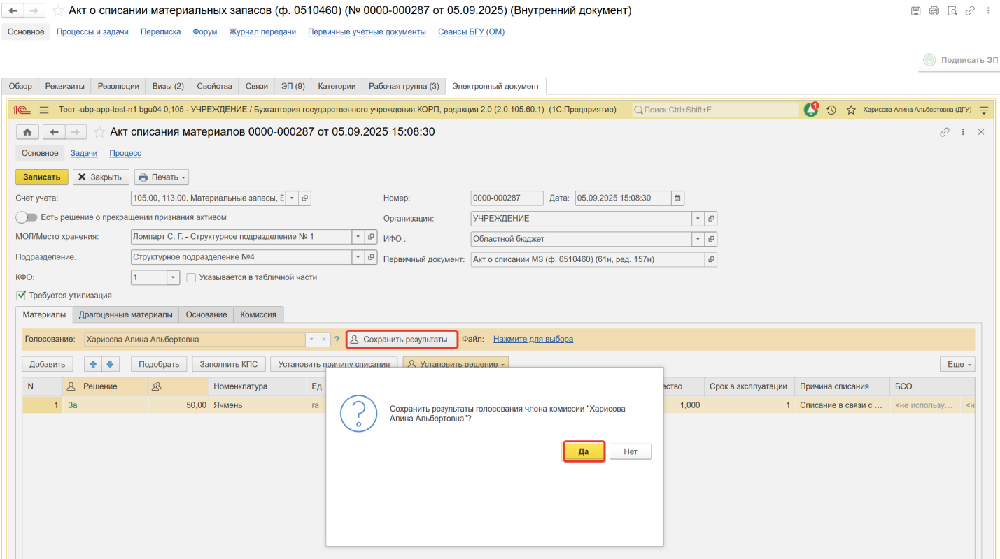 Акт о списании материальных запасов (ф. 0510460) (№ 0000-000287 от 05.09.2025) (Внутренний документ)
Основное Процессы и задачи Переписка Форум Журнал передачи Первичные учетные документы Сеансы БГУ (ОМ)
Подписать ЭП
Обзор Реквизиты Резолюции Визы (2) Свойства Связи ЭП (9) Категории Рабочая группа (3) Электронный документ
Тест -ubp-app-test-n1 bgu04 0,105 - УЧРЕЖДЕНИЕ / Бухгалтерия государственного учреждения КОРП, редакция 2.0 (2.0.105.60.1) (1С:Предприятие) Поиск Ctrl+Shift+F 1 Харисова Алина Альбертовна (ДГУ)
Акт списания материалов 0000-000287 от 05.09.2025 15:08:30
Основное Задачи Процесс
Записать Закрыть Печать
Счет учета: 105.00, 113.00. Материальные запасы, Номер: 0000-000287 Дата: 05.09.2025 15:08:30
Есть решение о прекращении признания активом Организация: УЧРЕЖДЕНИЕ
МОЛ/Место хранения: Ломпарт С. Г. - Структурное подразделение № 1 ИФО : Областной бюджет
Подразделение: Структурное подразделение №4 Первичный документ: Акт о списании МЗ (ф. 0510460) (61н, ред. 157н)
КФО: 1 Указывается в табличной части
Требуется утилизация
Материалы Драгоценные материалы Основание Комиссия
Голосование: Харисова Алина Альбертовна ? Сохранить результаты Файл: Нажмите для выбора
Добавить Подобрать Заполнить КПС Установить причину списания Установить решение Еще
N Решение Номенклатура Ед. ество Срок в эксплуатации Причина списания БСО
1 За 50,00 Ячмень га 1,000 1 Списание в связи с ... <не использу... <н
Сохранить результаты голосования члена комиссии "Харисова
Алина Альбертовна"?
Да Нет